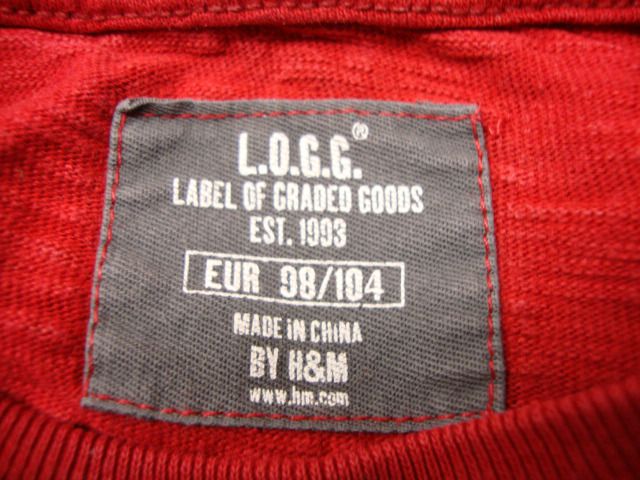 L.O.G.G.®
LABEL OF GRADED GOODS
EST. 1993
EUR 98/104
MADE IN CHINA
BY H&M
www.hm.com